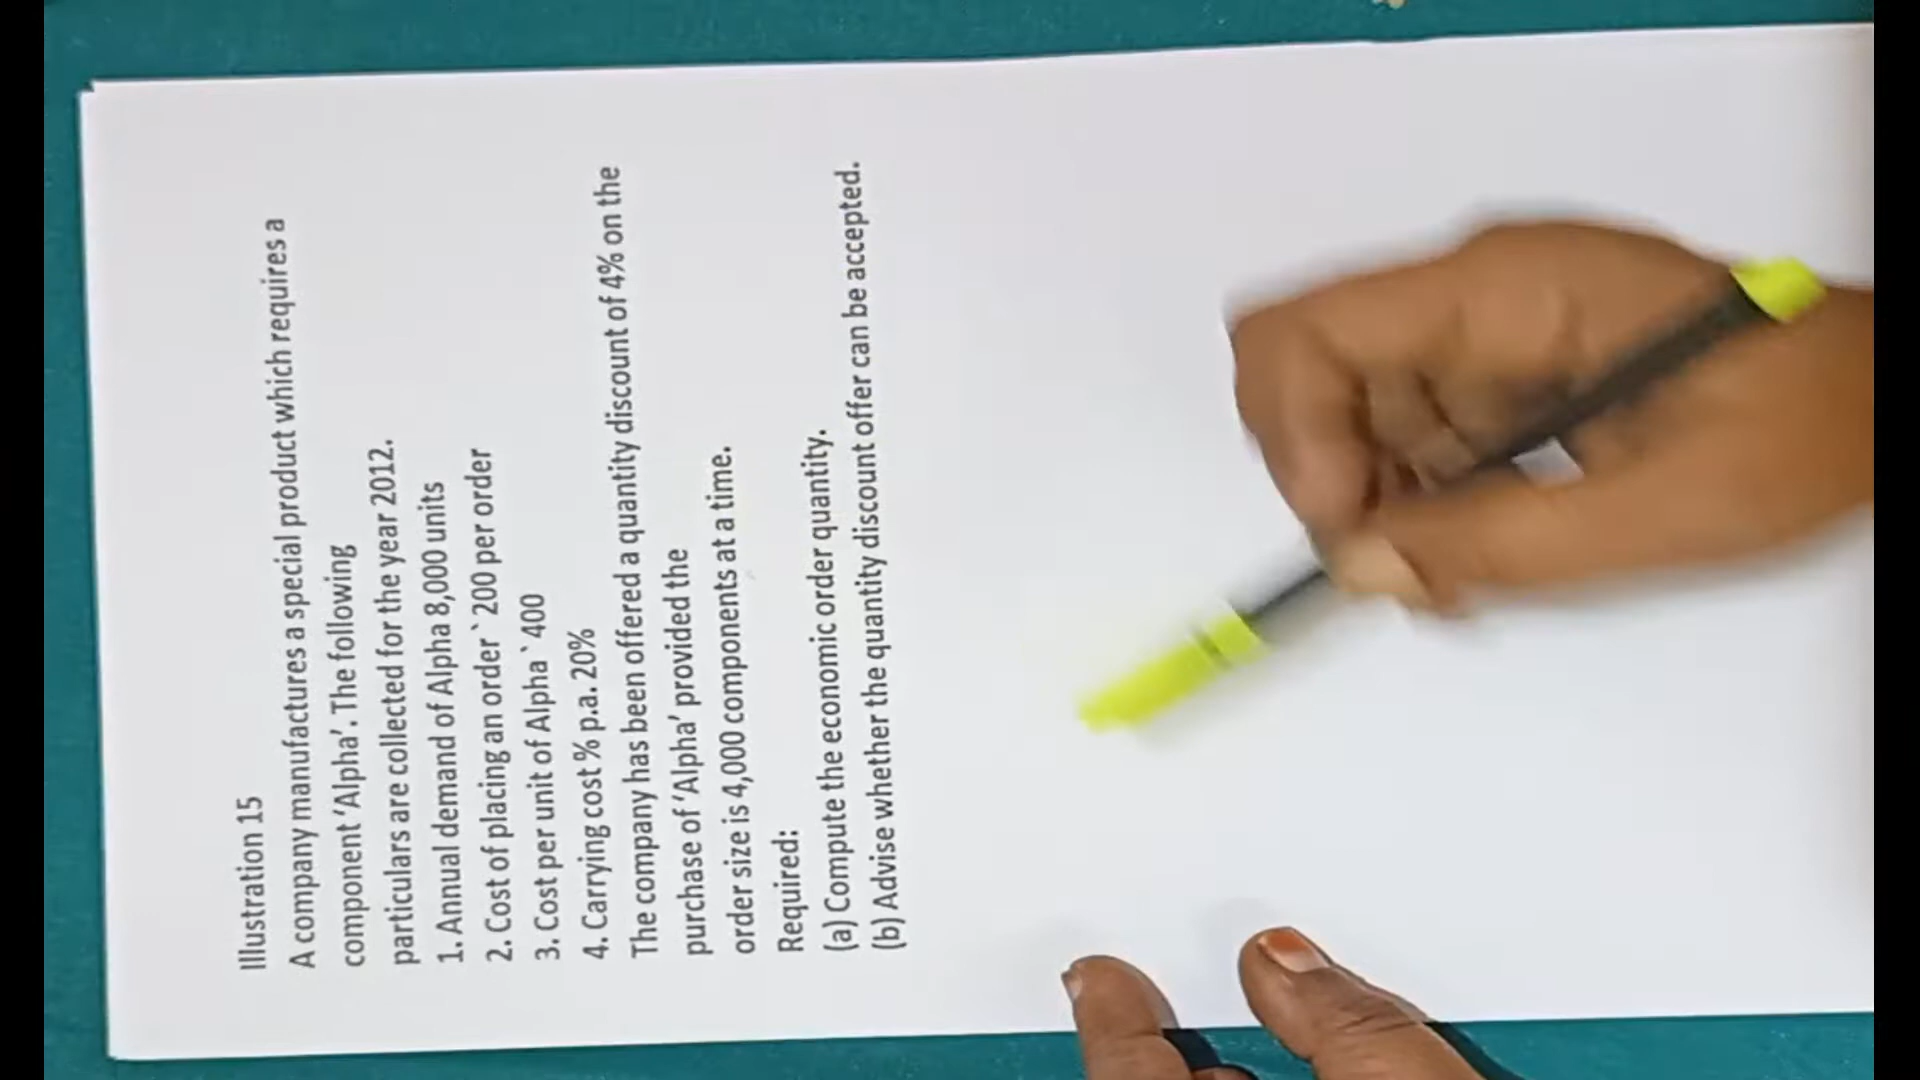 Illustration 15
A company manufactures a special product which requires a
component 'Alpha'. The following
particulars are collected for the year 2012.
1. Annual demand of Alpha 8,000 units
2. Cost of placing an order ` 200 per order
3. Cost per unit of Alpha ` 400
4. Carrying cost % p.a. 20%
The company has been offered a quantity discount of 4% on the
purchase of 'Alpha' provided the
order size is 4,000 components at a time.
Required:
(a) Compute the economic order quantity.
(b) Advise whether the quantity discount offer can be accepted.